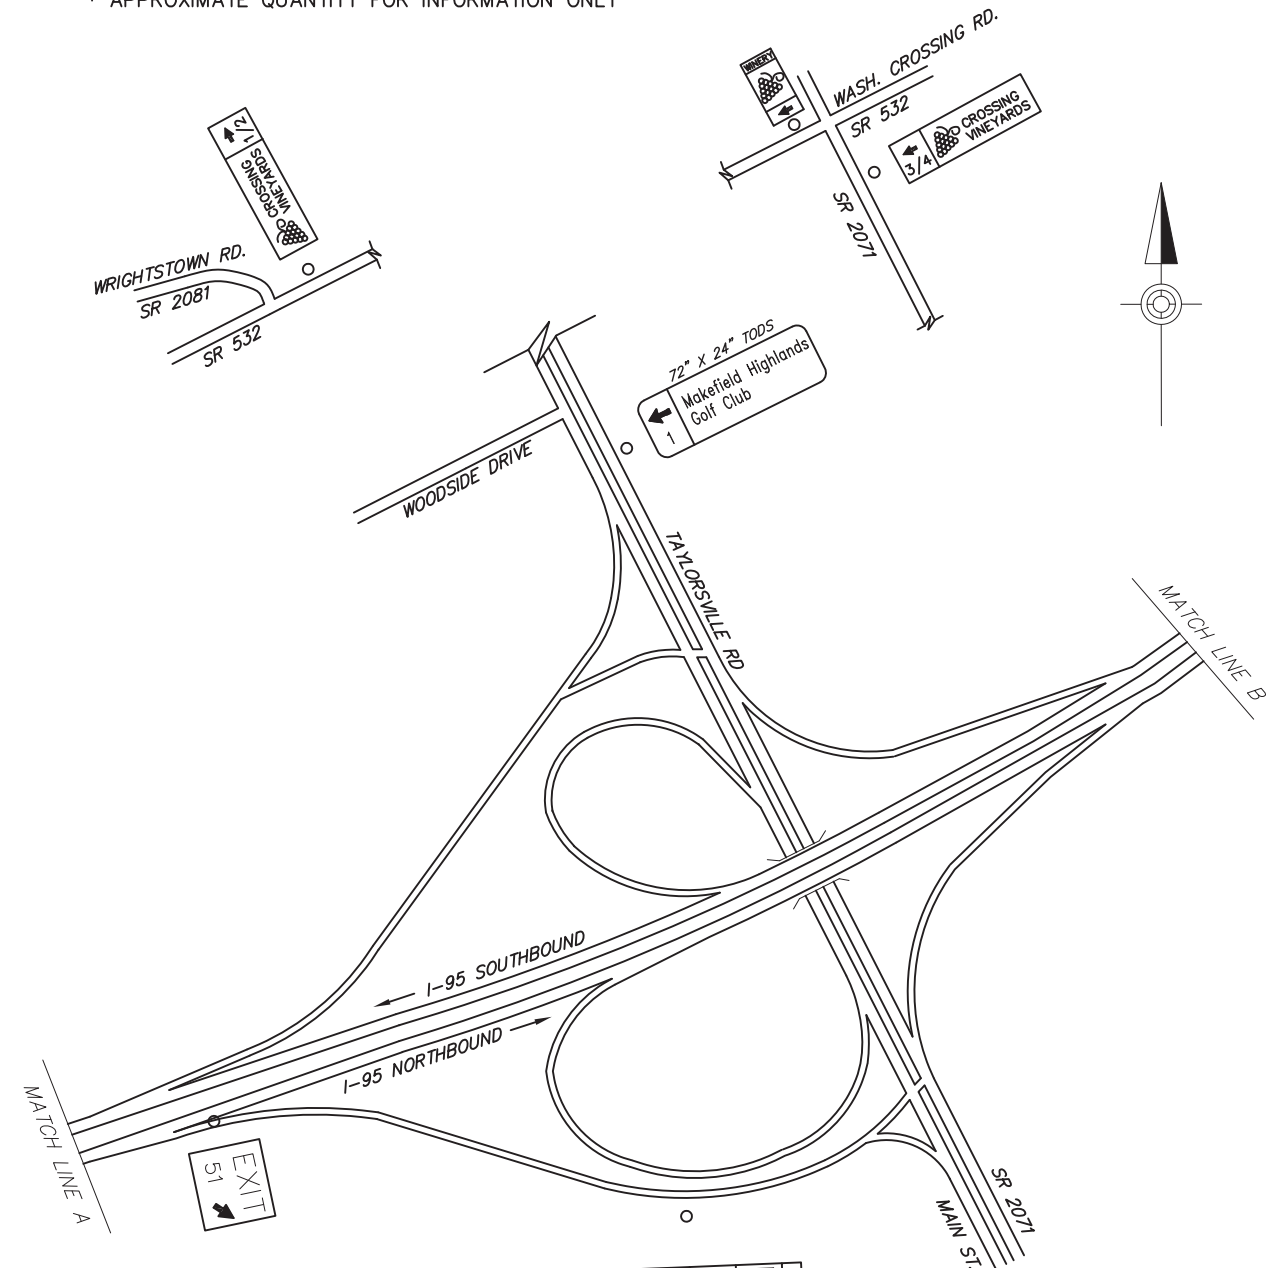 * APPROXIMATE QUANTITY FOR INFORMATION ONLY
WINERY
WASH. CROSSING RD.
SR 532
CROSSING
VINEYARDS
3/4
SR 2071
1/2
CROSSING
VINEYARDS
WRIGHTSTOWN RD.
SR 2081
SR 532
72" X 24" TODS
Makefield Highlands
Golf Club
1
WOODSIDE DRIVE
TAYLORSVILLE RD
MATCH LINE B
I-95 SOUTHBOUND
I-95 NORTHBOUND
MATCH LINE A
EXIT
51
SR 2071
MAIN ST.